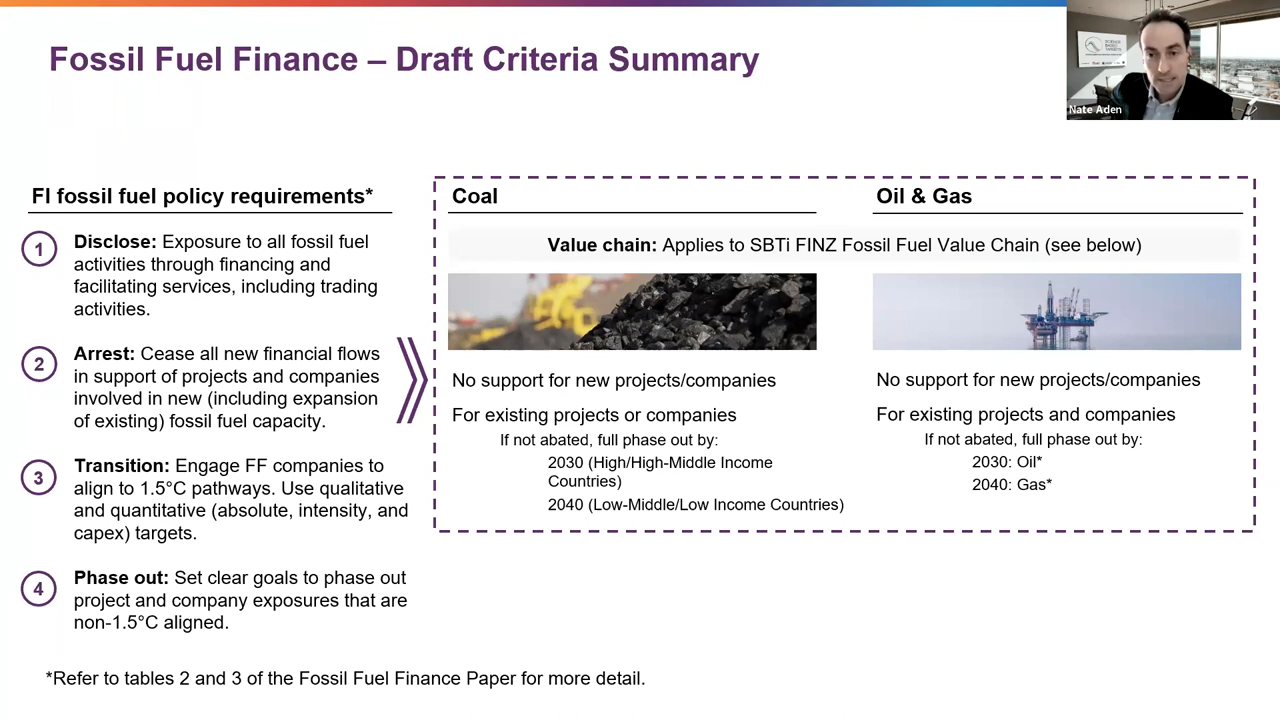 Fossil Fuel Finance – Draft Criteria Summary
Nate Aden
FI fossil fuel policy requirements*
1
Disclose: Exposure to all fossil fuel
activities through financing and
facilitating services, including trading
activities.
2
Arrest: Cease all new financial flows
in support of projects and companies
involved in new (including expansion
of existing) fossil fuel capacity.
3
Transition: Engage FF companies to
align to 1.5°C pathways. Use qualitative
and quantitative (absolute, intensity, and
capex) targets.
4
Phase out: Set clear goals to phase out
project and company exposures that are
non-1.5°C aligned.
Coal
Oil & Gas
Value chain: Applies to SBTi FINZ Fossil Fuel Value Chain (see below)
No support for new projects/companies
For existing projects or companies
If not abated, full phase out by:
2030 (High/High-Middle Income
Countries)
2040 (Low-Middle/Low Income Countries)
No support for new projects/companies
For existing projects and companies
If not abated, full phase out by:
2030: Oil*
2040: Gas*
*Refer to tables 2 and 3 of the Fossil Fuel Finance Paper for more detail.